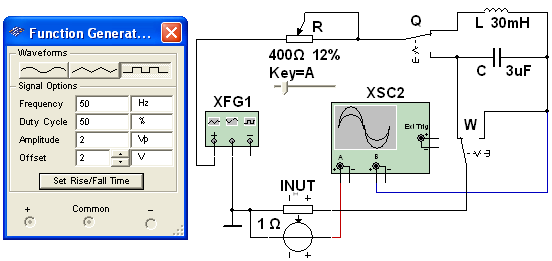 Function Generat...
Waveforms
Signal Options
Frequency 50 Hz
Duty Cycle 50 %
Amplitude 2 Vp
Offset 2 V
Set Rise/Fall Time
+ Common −
R
400Ω 12%
Key=A
XFG1
XSC2
Ext Trig
A B
Q
L 30mH
C 3uF
W
INUT
1 Ω